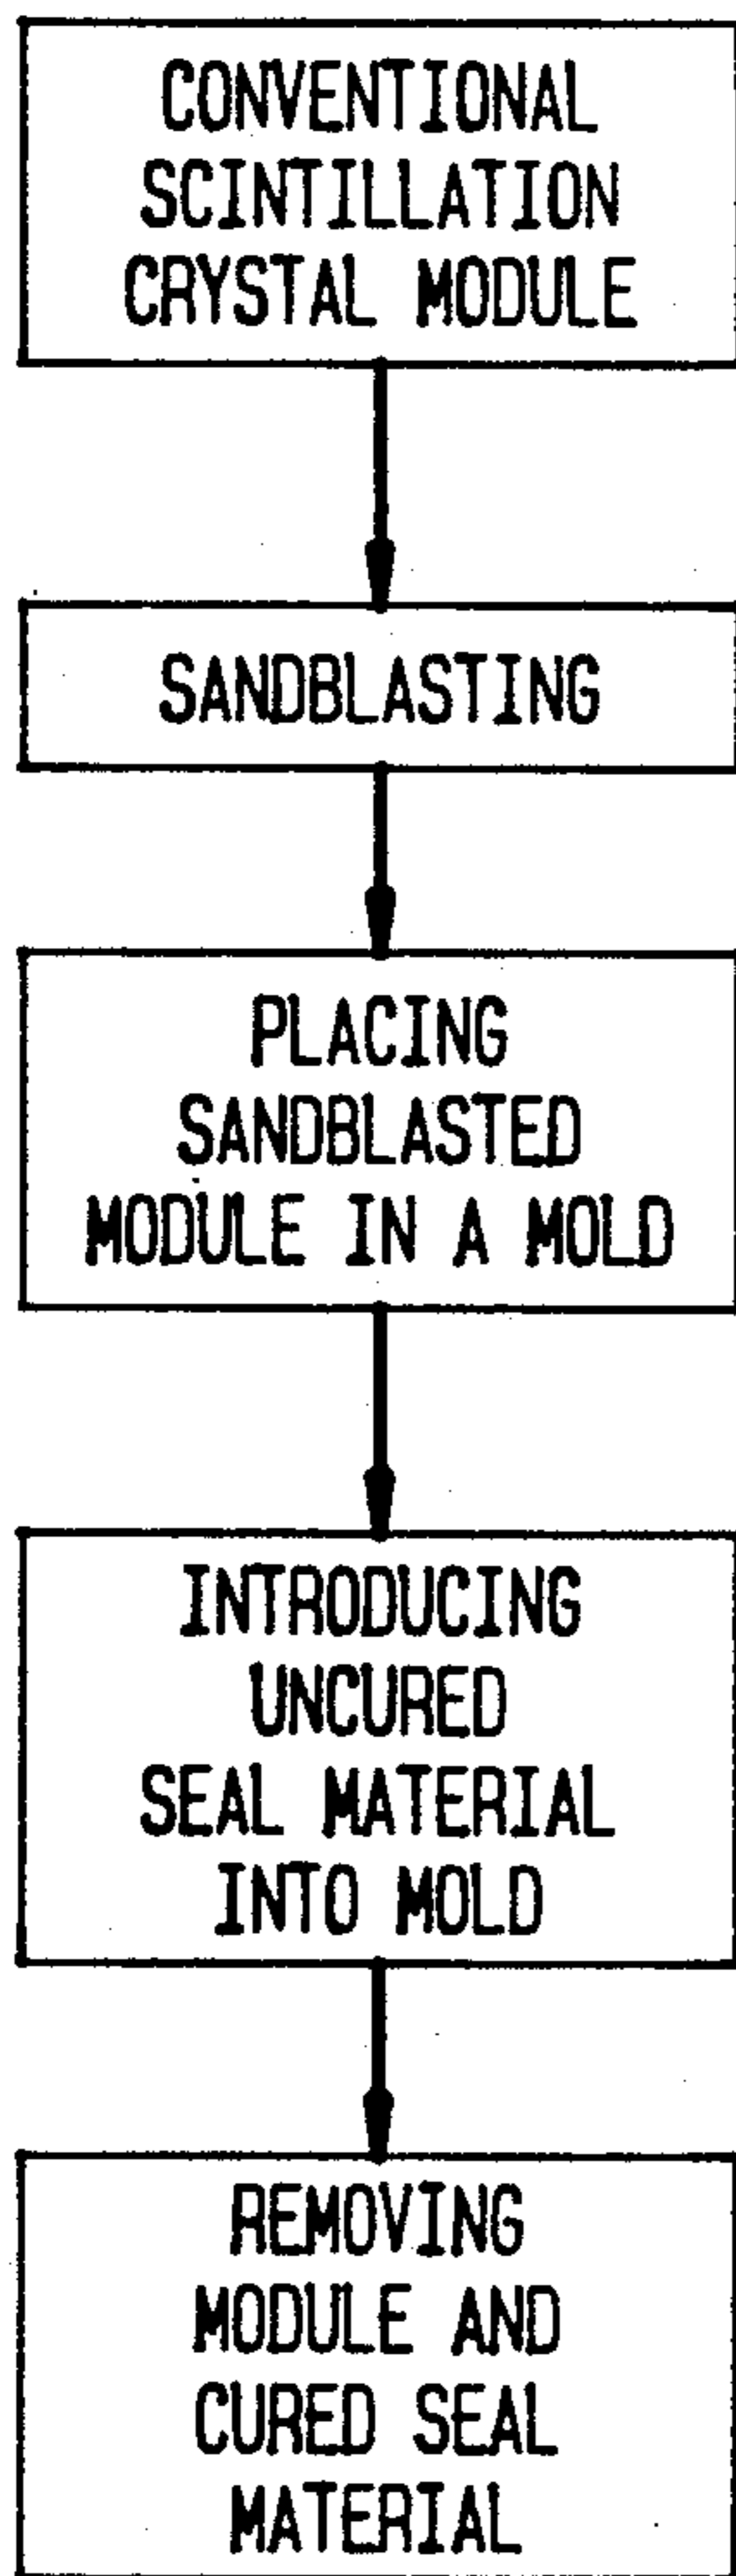 CONVENTIONAL
SCINTILLATION
CRYSTAL MODULE
SANDBLASTING
PLACING
SANDBLASTED
MODULE IN A MOLD
INTRODUCING
UNCURED
SEAL MATERIAL
INTO MOLD
REMOVING
MODULE AND
CURED SEAL
MATERIAL